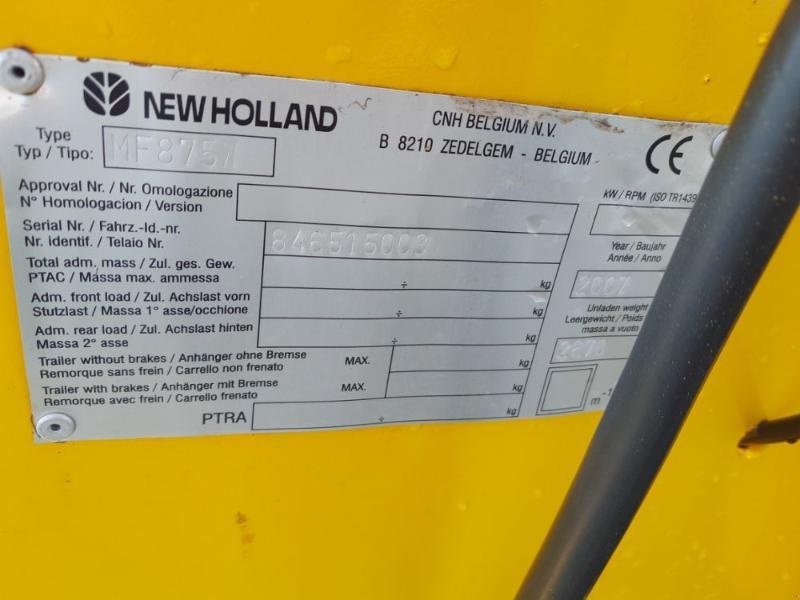 NEW HOLLAND
CNH BELGIUM N.V.
B 8210 ZEDELGEM - BELGIUM
CE
Type
Typ / Tipo: MF875W
Approval Nr. / Nr. Omologazione
N° Homologacion / Version
Serial Nr. / Fahrz.-Id.-nr.
Nr. identif. / Telaio Nr. 846515003
Total adm. mass / Zul. ges. Gew.
PTAC / Massa max. ammessa ÷ kg
Adm. front load / Zul. Achslast vorn
Stutzlast / Massa 1° asse/occhione ÷ kg
Adm. rear load / Zul. Achslast hinten
Massa 2° asse ÷ kg
Trailer without brakes / Anhänger ohne Bremse
Remorque sans frein / Carrello non frenato MAX. kg
Trailer with brakes / Anhänger mit Bremse
Remorque avec frein / Carrello frenato MAX. kg
PTRA ÷ kg
kW / RPM (ISO TR1439
Year / Baujahr
Année / Anno
2007
Unladen weight
Leergewicht / Poids
massa a vuoto
m -1